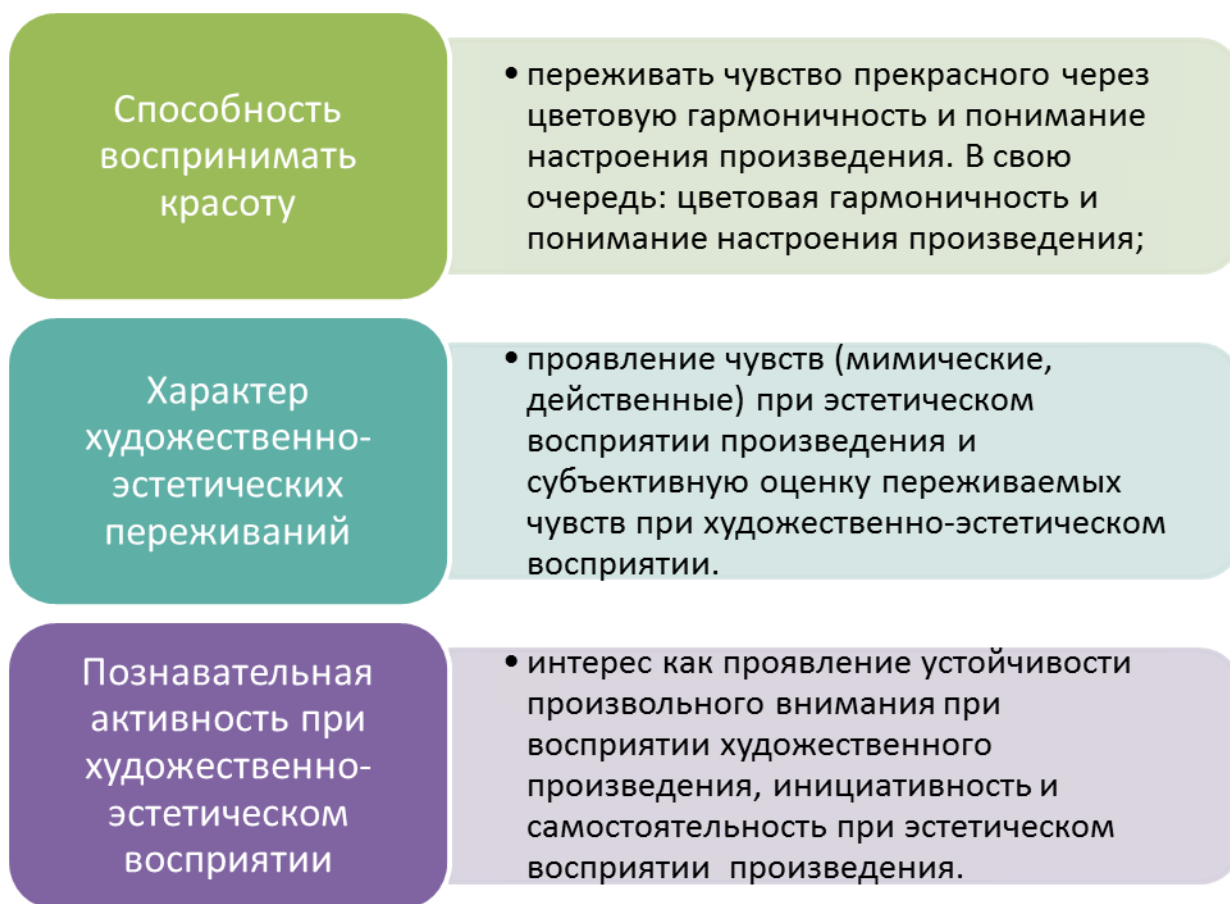 Способность
воспринимать
красоту
• переживать чувство прекрасного через
цветовую гармоничность и понимание
настроения произведения. В свою
очередь: цветовая гармоничность и
понимание настроения произведения;
Характер
художественно-
эстетических
переживаний
• проявление чувств (мимические,
действенные) при эстетическом
восприятии произведения и
субъективную оценку переживаемых
чувств при художественно-эстетическом
восприятии.
Познавательная
активность при
художественно-
эстетическом
восприятии
• интерес как проявление устойчивости
произвольного внимания при
восприятии художественного
произведения, инициативность и
самостоятельность при эстетическом
восприятии произведения.